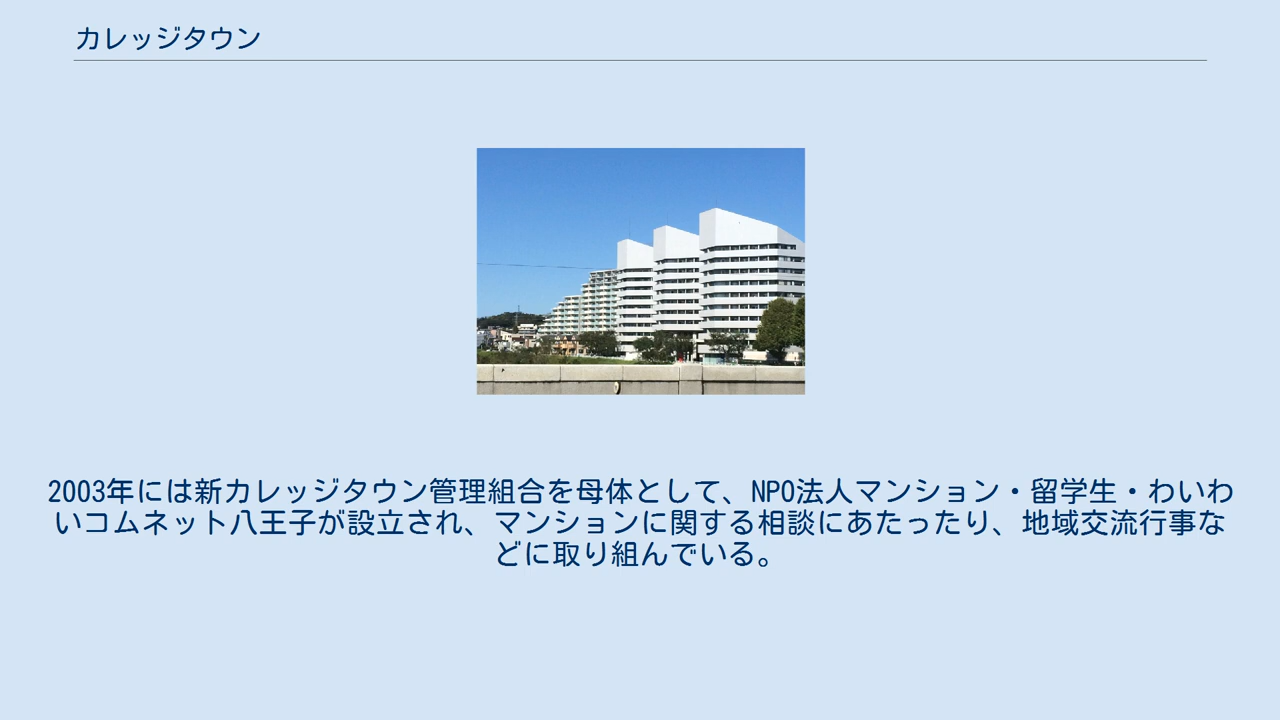 カレッジタウン
2003年には新カレッジタウン管理組合を母体として、NPO法人マンション・留学生・わいわ
いコムネット八王子が設立され、マンションに関する相談にあたったり、地域交流行事な
どに取り組んでいる。